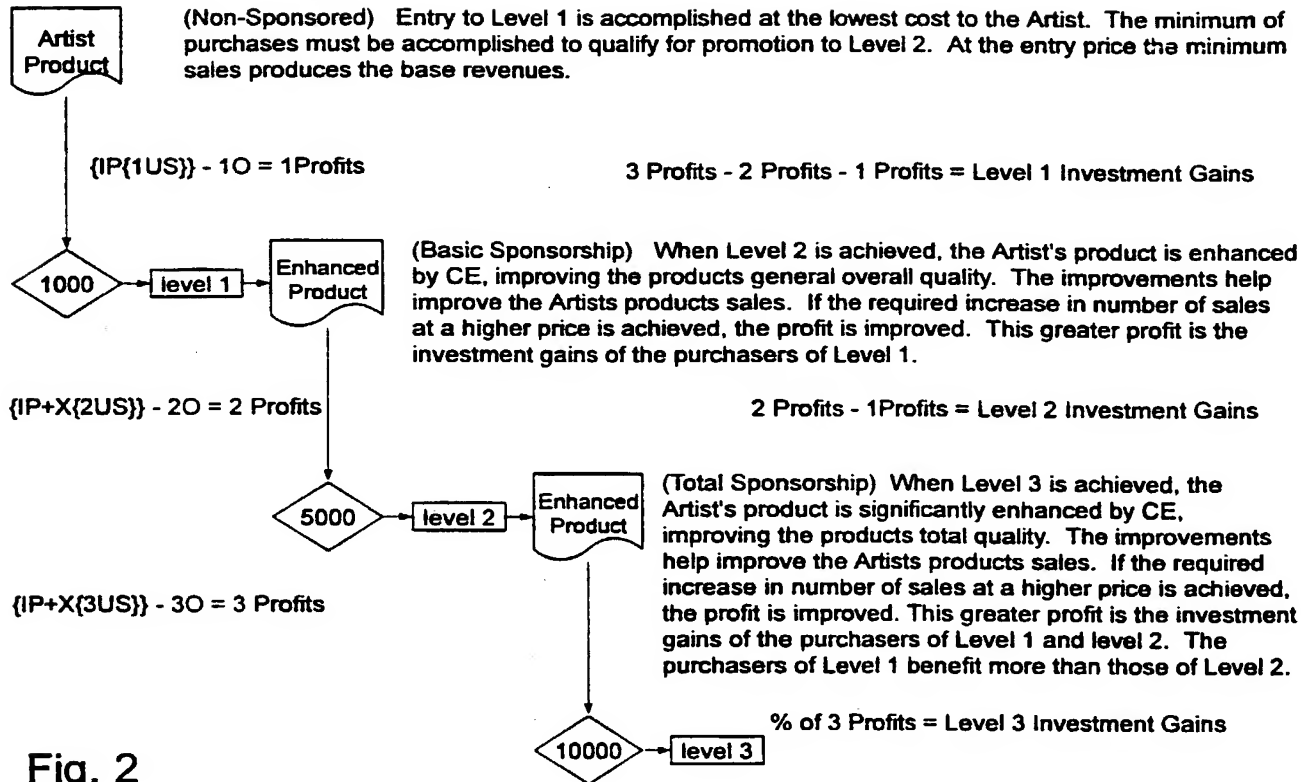 Artist
Product
(Non-Sponsored) Entry to Level 1 is accomplished at the lowest cost to the Artist. The minimum of
purchases must be accomplished to qualify for promotion to Level 2. At the entry price the minimum
sales produces the base revenues.
{IP{1US}} - 1O = 1Profits
3 Profits - 2 Profits - 1 Profits = Level 1 Investment Gains
1000
level 1
Enhanced
Product
(Basic Sponsorship) When Level 2 is achieved, the Artist's product is enhanced
by CE, improving the products general overall quality. The improvements help
improve the Artists products sales. If the required increase in number of sales
at a higher price is achieved, the profit is improved. This greater profit is the
investment gains of the purchasers of Level 1.
{IP+X{2US}} - 2O = 2 Profits
2 Profits - 1Profits = Level 2 Investment Gains
5000
level 2
Enhanced
Product
(Total Sponsorship) When Level 3 is achieved, the
Artist's product is significantly enhanced by CE,
improving the products total quality. The improvements
help improve the Artists products sales. If the required
increase in number of sales at a higher price is achieved,
the profit is improved. This greater profit is the investment
gains of the purchasers of Level 1 and level 2. The
purchasers of Level 1 benefit more than those of Level 2.
{IP+X{3US}} - 3O = 3 Profits
% of 3 Profits = Level 3 Investment Gains
10000
level 3
Fig. 2